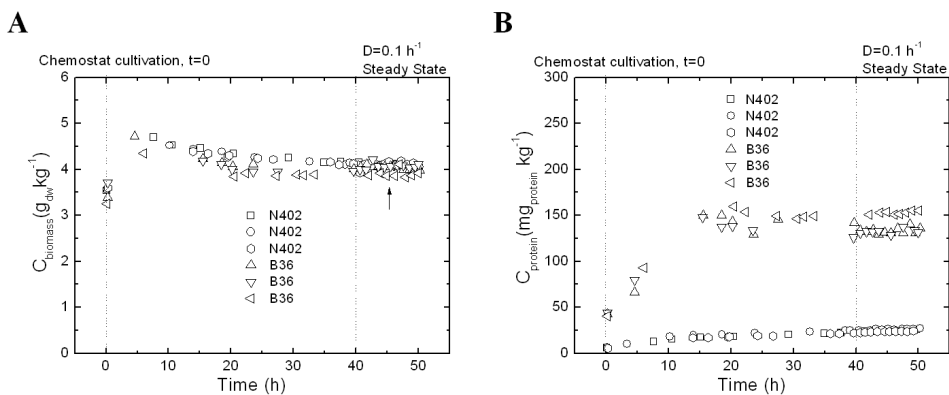 A
Chemostat cultivation, t=0
D=0.1 h⁻¹
Steady State
C_biomass (g_dw kg⁻¹)
6
5
4
3
2
1
0
N402
N402
N402
B36
B36
B36
0 10 20 30 40 50
Time (h)
B
Chemostat cultivation, t=0
D=0.1 h⁻¹
Steady State
C_protein (mg_protein kg⁻¹)
300
250
200
150
100
50
25
0
N402
N402
N402
B36
B36
B36
0 10 20 30 40 50
Time (h)